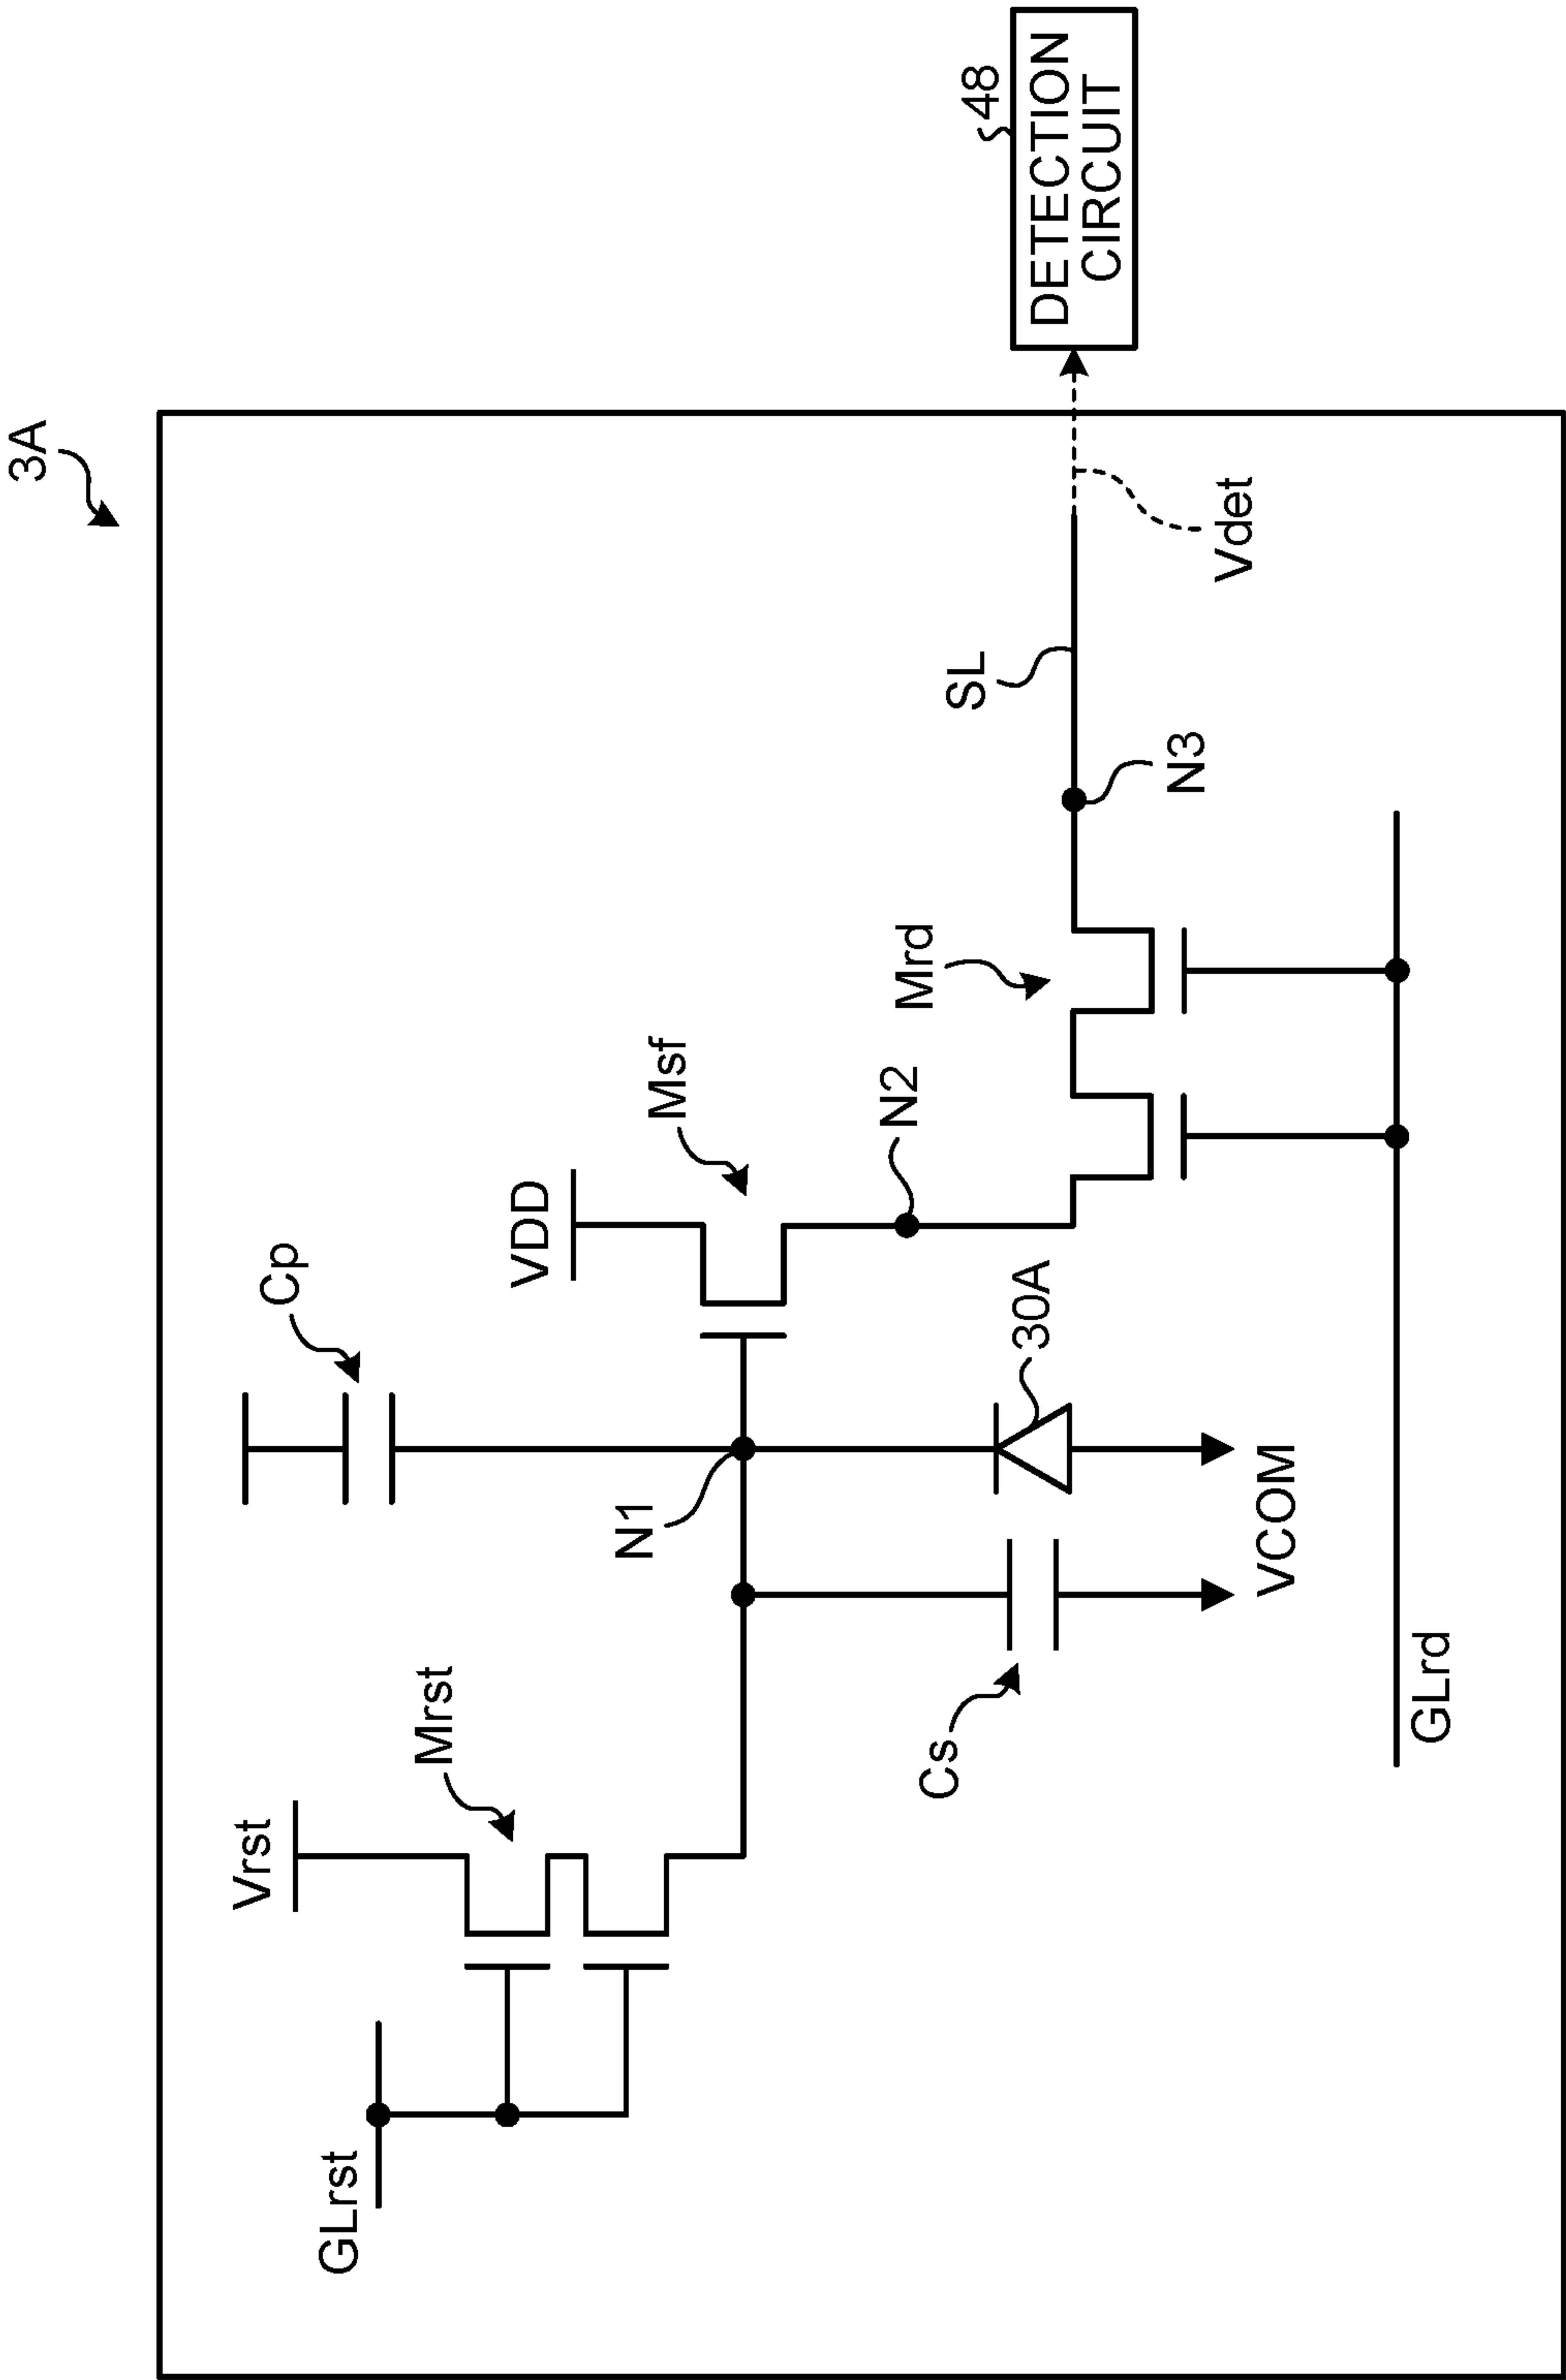 3A
48
DETECTION
CIRCUIT
Vrst
Cp
VDD
Mrst
Msf
GLrst
N1
N2
Mrd
SL
Cs
30A
N3
Vdet
VCOM
GLrd